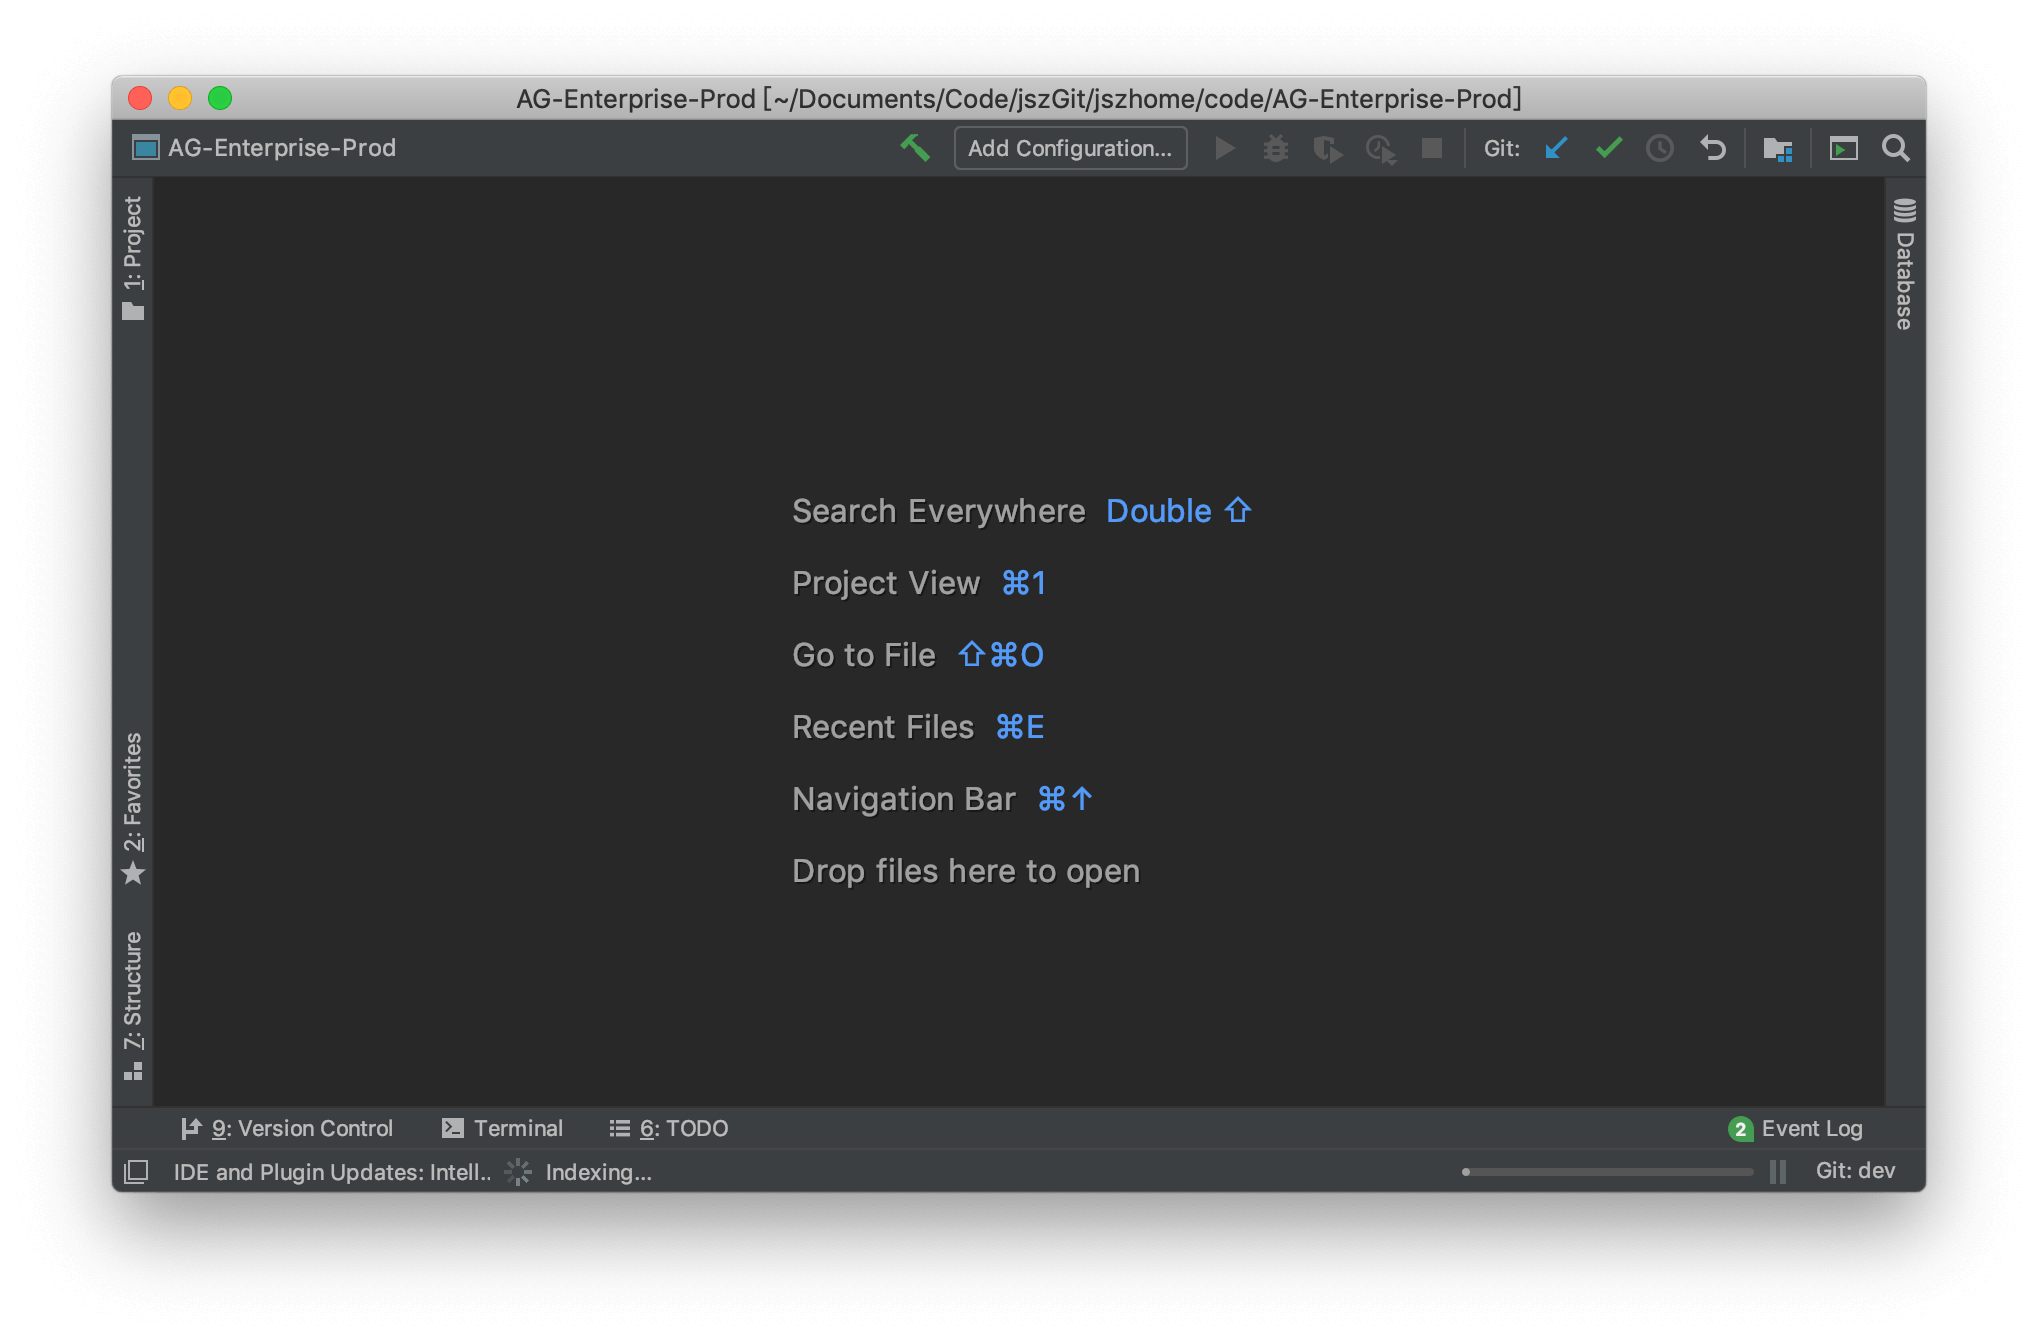 AG-Enterprise-Prod [~/Documents/Code/jszGit/jszhome/code/AG-Enterprise-Prod]
AG-Enterprise-Prod
Add Configuration...
Git:
1: Project
Database
Search Everywhere Double ⇧
Project View ⌘1
Go to File ⇧⌘O
Recent Files ⌘E
Navigation Bar ⌘↑
Drop files here to open
2: Favorites
7: Structure
9: Version Control
Terminal
6: TODO
2 Event Log
IDE and Plugin Updates: Intell..
Indexing...
Git: dev